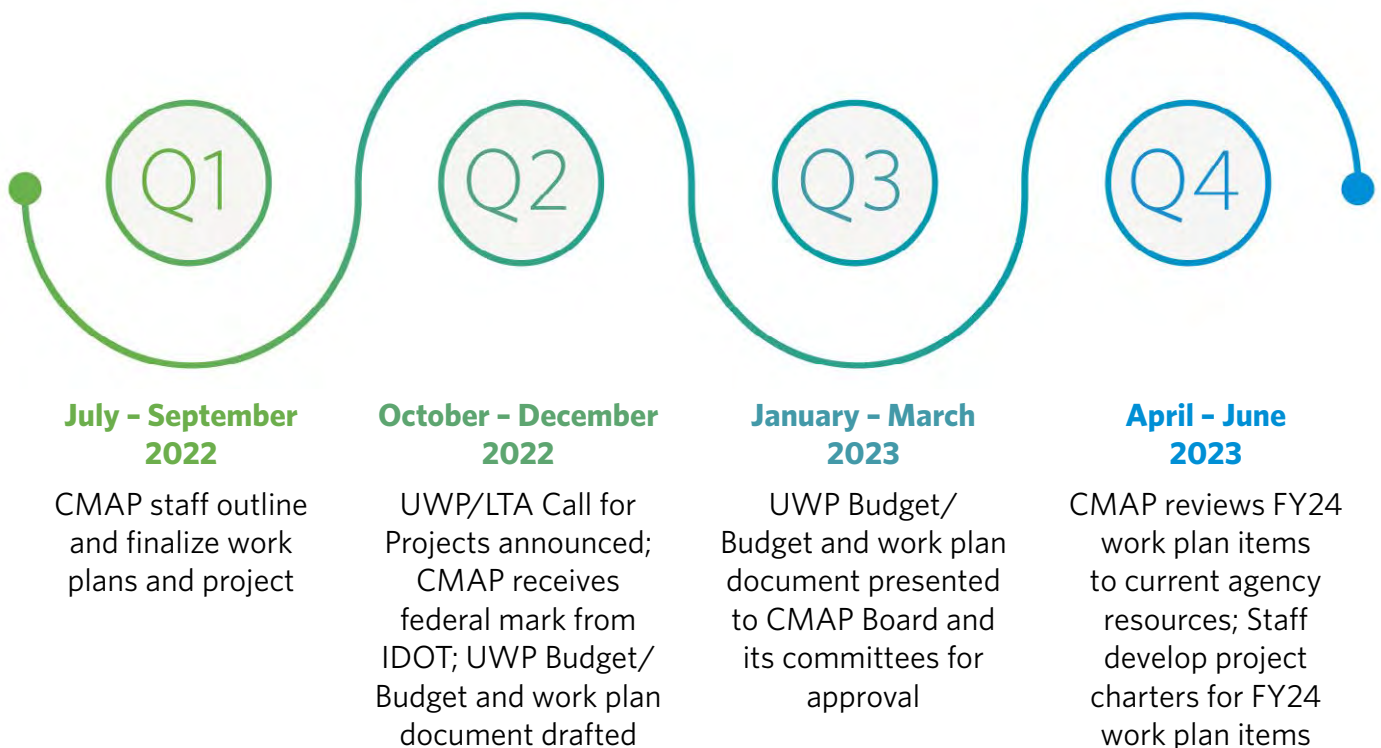 Q1
Q2
Q3
Q4
July – September
2022
CMAP staff outline
and finalize work
plans and project
October – December
2022
UWP/LTA Call for
Projects announced;
CMAP receives
federal mark from
IDOT; UWP Budget/
Budget and work plan
document drafted
January – March
2023
UWP Budget/
Budget and work plan
document presented
to CMAP Board and
its committees for
approval
April – June
2023
CMAP reviews FY24
work plan items
to current agency
resources; Staff
develop project
charters for FY24
work plan items